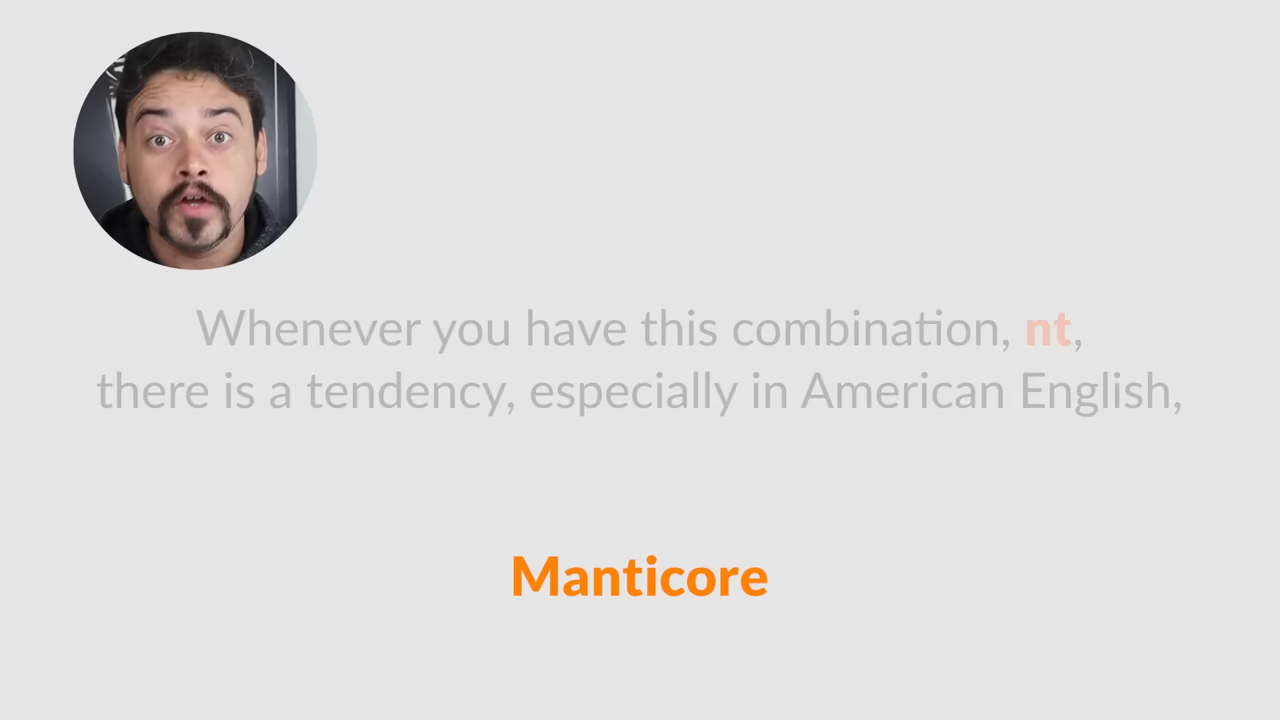 Whenever you have this combination, nt,
there is a tendency, especially in American English,
Manticore